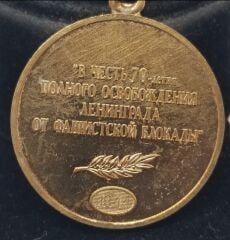 "В ЧЕСТЬ 70-летия
ПОЛНОГО ОСВОБОЖДЕНИЯ
ЛЕНИНГРАДА
ОТ ФАШИСТСКОЙ БЛОКАДЫ"